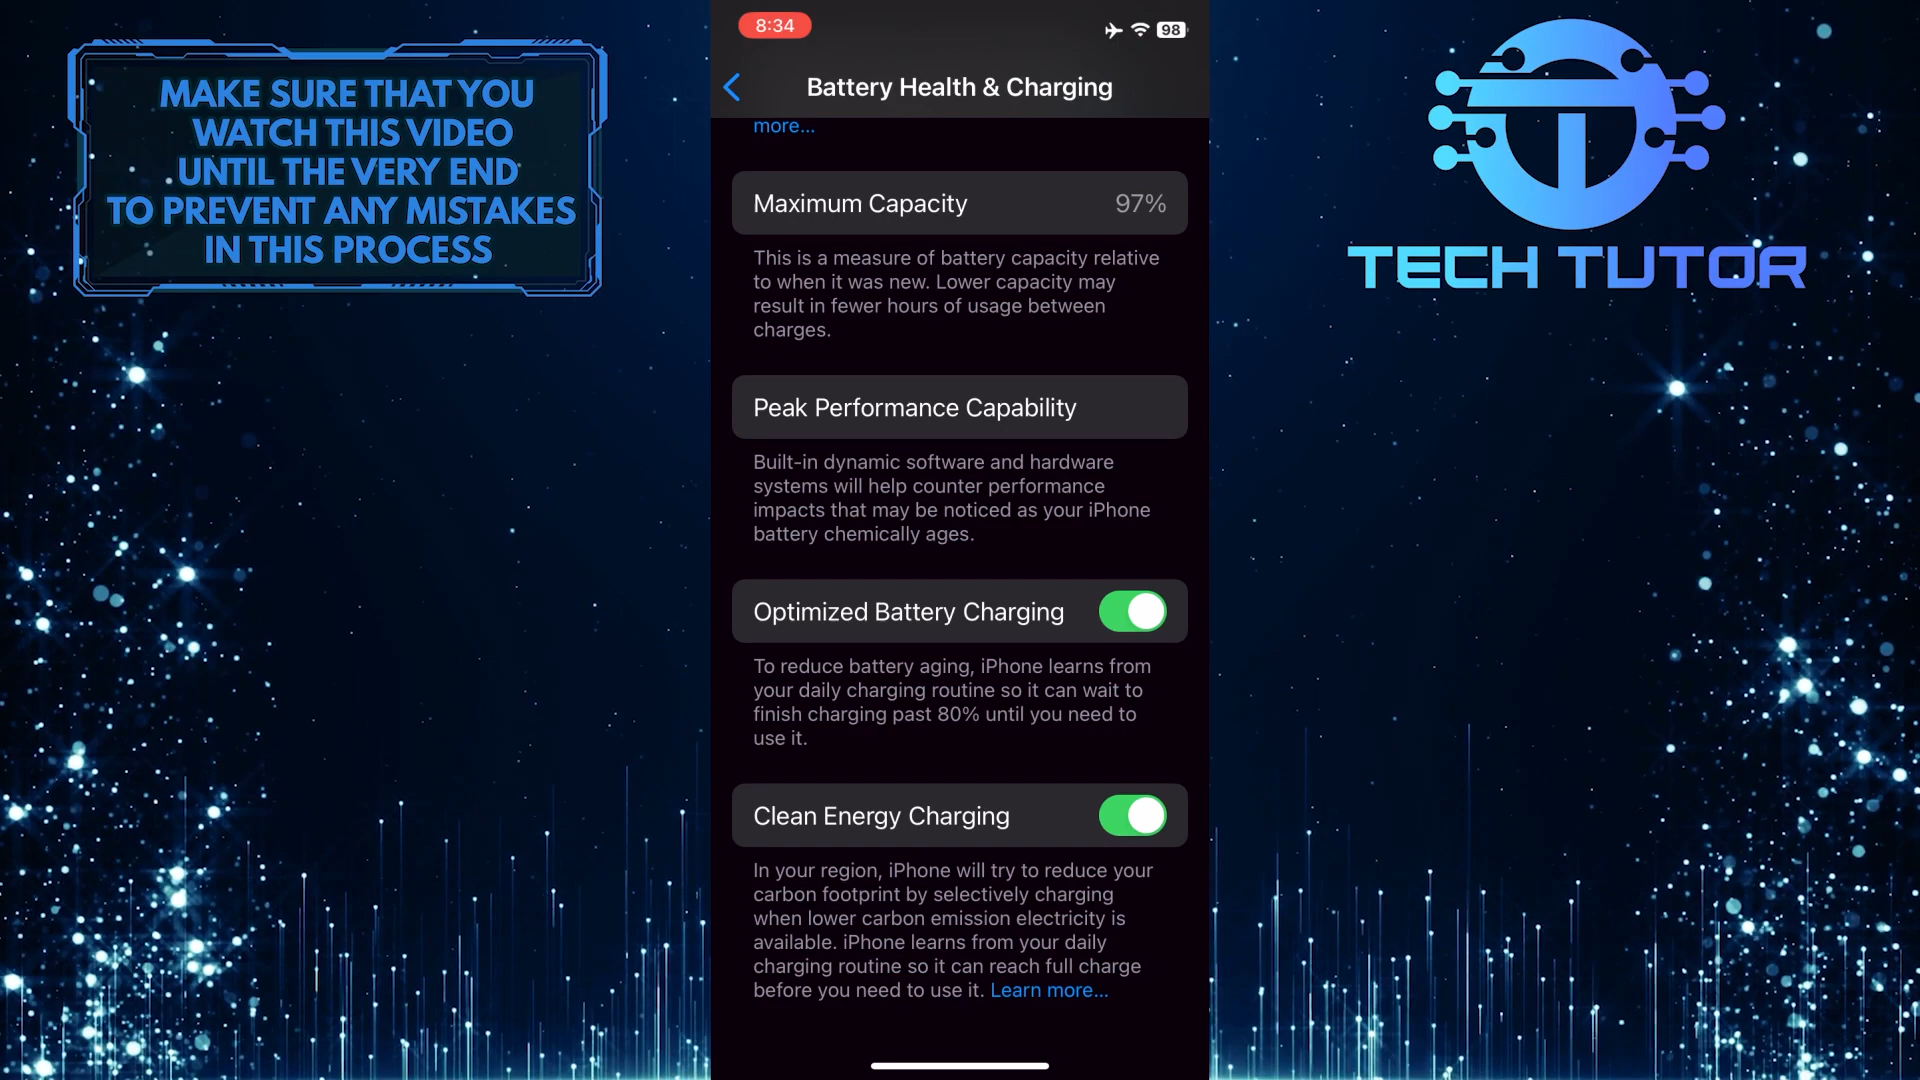 MAKE SURE THAT YOU
WATCH THIS VIDEO
UNTIL THE VERY END
TO PREVENT ANY MISTAKES
IN THIS PROCESS
8:34
98
Battery Health & Charging
more...
Maximum Capacity 97%
This is a measure of battery capacity relative
to when it was new. Lower capacity may
result in fewer hours of usage between
charges.
Peak Performance Capability
Built-in dynamic software and hardware
systems will help counter performance
impacts that may be noticed as your iPhone
battery chemically ages.
Optimized Battery Charging
To reduce battery aging, iPhone learns from
your daily charging routine so it can wait to
finish charging past 80% until you need to
use it.
Clean Energy Charging
In your region, iPhone will try to reduce your
carbon footprint by selectively charging
when lower carbon emission electricity is
available. iPhone learns from your daily
charging routine so it can reach full charge
before you need to use it. Learn more...
TECH TUTOR